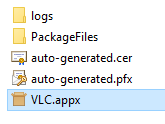 logs
PackageFiles
auto-generated.cer
auto-generated.pfx
VLC.appx